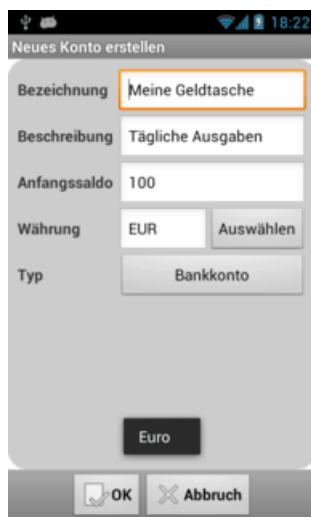 18:22
Neues Konto erstellen
Bezeichnung Meine Geldtasche
Beschreibung Tägliche Ausgaben
Anfangssaldo 100
Währung EUR Auswählen
Typ Bankkonto
Euro
OK Abbruch